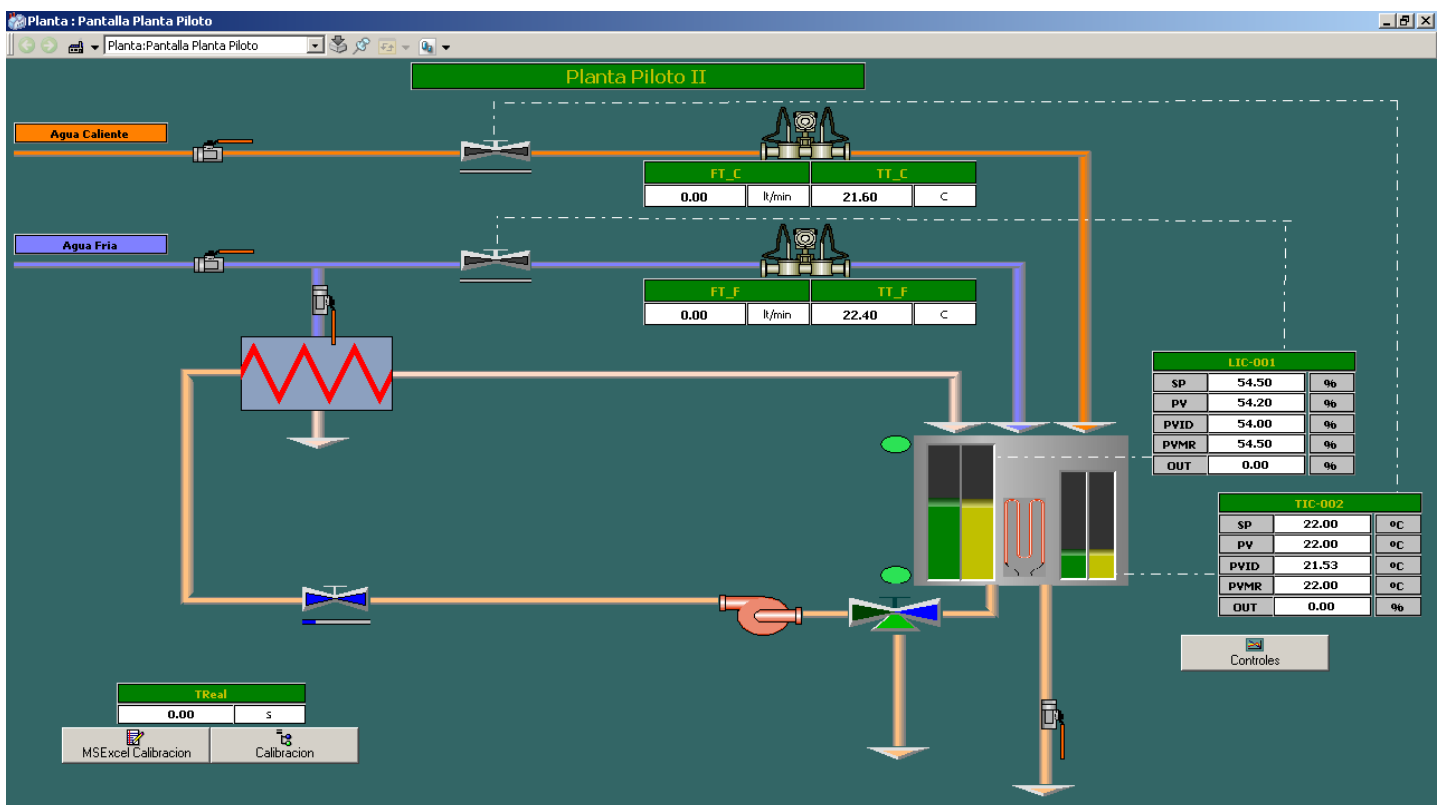 Planta : Pantalla Planta Piloto
Planta:Pantalla Planta Piloto
Planta Piloto II
Agua Caliente
FT_C TT_C
0.00 lt/min 21.60 C
Agua Fria
FT_F TT_F
0.00 lt/min 22.40 C
LIC-001
SP 54.50 %
PV 54.20 %
PVID 54.00 %
PVMR 54.50 %
OUT 0.00 %
TIC-002
SP 22.00 ºC
PV 22.00 ºC
PVID 21.53 ºC
PVMR 22.00 ºC
OUT 0.00 %
Controles
TReal
0.00 s
MSExcel Calibracion Calibracion